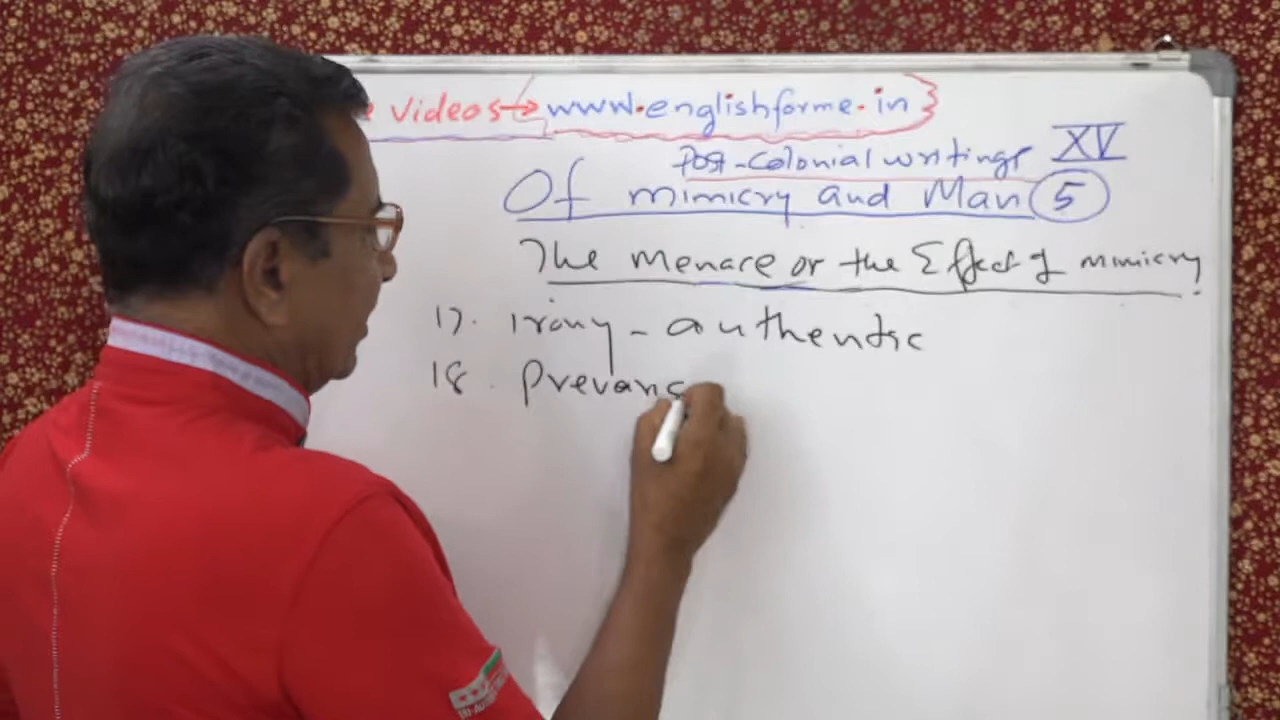 e videos → www.englishforme.in
Post-colonial writings XV
Of mimicry and Man 5
The Menace or the Effect of mimicry
17. Irony - authentic
18. Prevanc